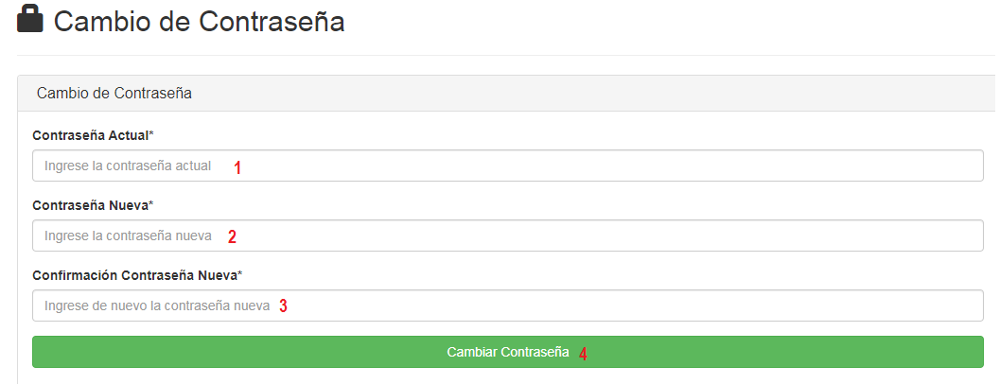 Cambio de Contraseña
Cambio de Contraseña
Contraseña Actual*
Ingrese la contraseña actual 1
Contraseña Nueva*
Ingrese la contraseña nueva 2
Confirmación Contraseña Nueva*
Ingrese de nuevo la contraseña nueva 3
Cambiar Contraseña 4